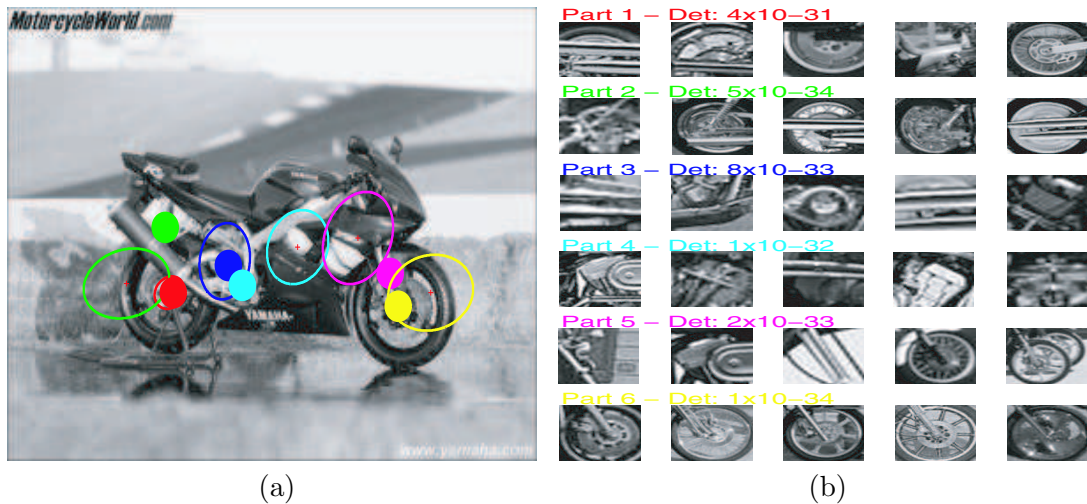 MotorcycleWorld.com
YAMAHA
www.yamaha.com
(a)
Part 1 – Det: 4x10–31
Part 2 – Det: 5x10–34
Part 3 – Det: 8x10–33
Part 4 – Det: 1x10–32
Part 5 – Det: 2x10–33
Part 6 – Det: 1x10–34
(b)